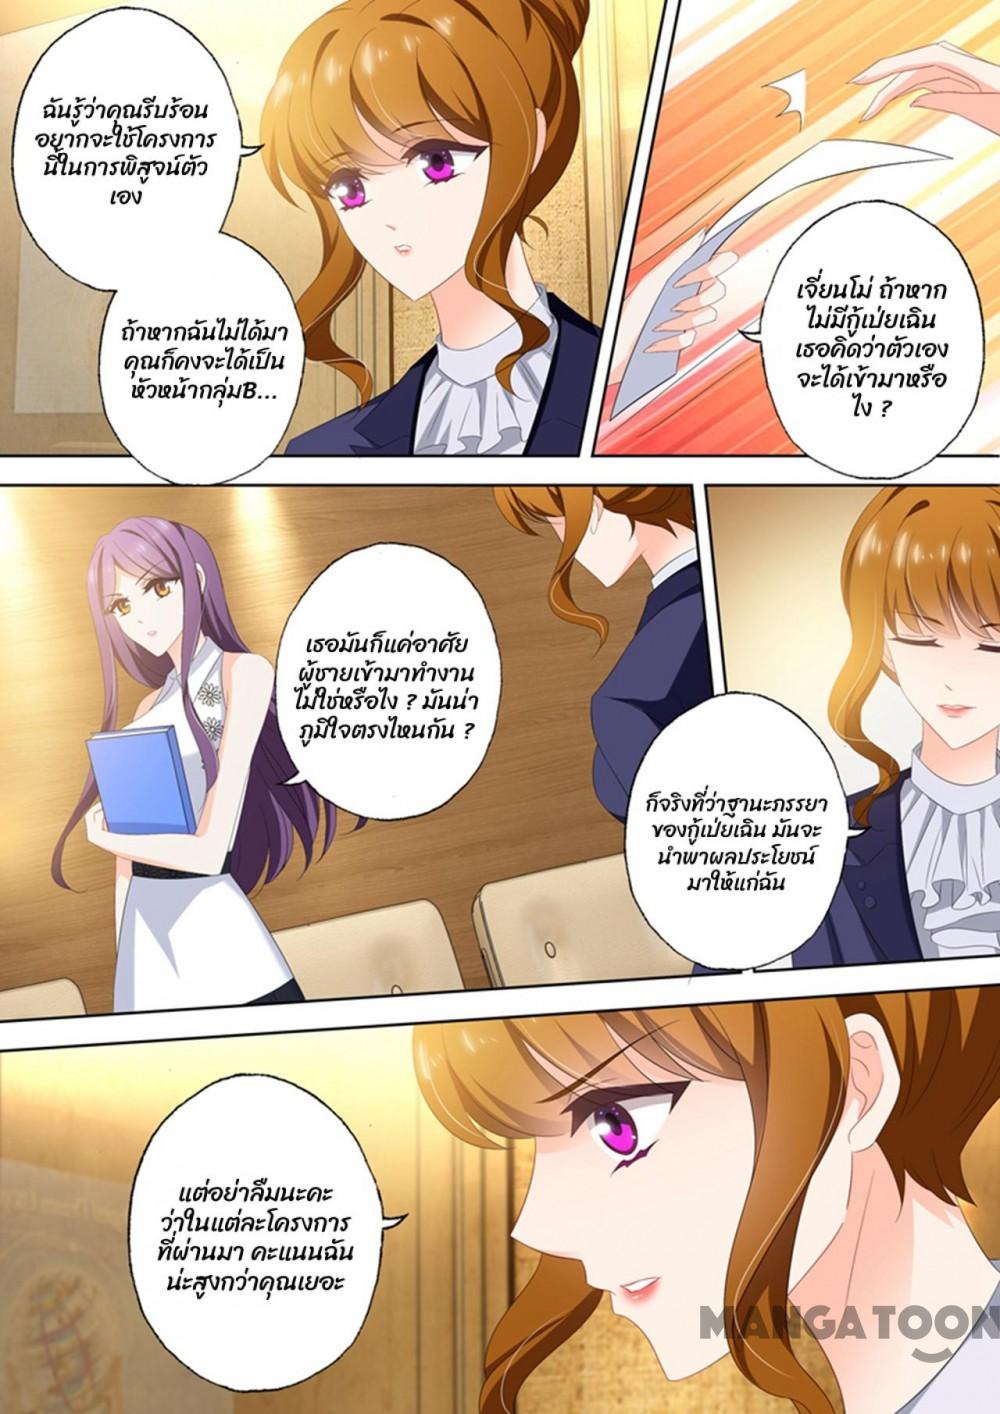 ฉันรู้ว่าคุณรีบร้อน
อยากจะใช้โครงการ
นี้ในการพิสูจน์ตัว
เอง
ถ้าหากฉันไม่ได้มา
คุณก็คงจะได้เป็น
หัวหน้ากลุ่มB...
เจี่ยนโม่ ถ้าหาก
ไม่มีกู้เป่ยเฉิน
เธอคิดว่าตัวเอง
จะได้เข้ามาหรือ
ไง ?
เธอมันก็แค่อาศัย
ผู้ชายเข้ามาทำงาน
ไม่ใช่หรือไง ? มันน่า
ภูมิใจตรงไหนกัน ?
ก็จริงที่ว่าฐานะภรรยา
ของกู้เป่ยเฉิน มันจะ
นำพาผลประโยชน์
มาให้แก่ฉัน
แต่อย่าลืมนะคะ
ว่าในแต่ละโครงการ
ที่ผ่านมา คะแนนฉัน
น่ะสูงกว่าคุณเยอะ
MANGATOON